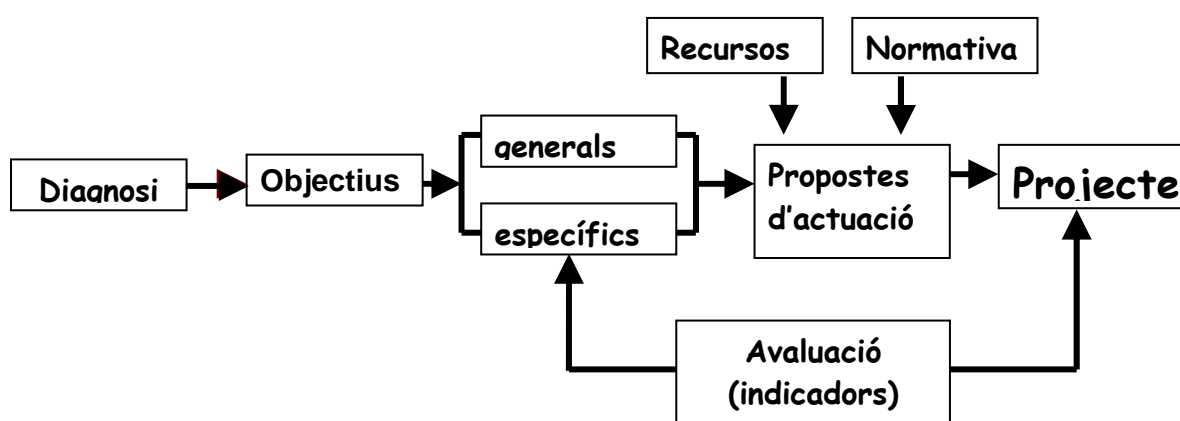 Recursos
Normativa
Diagnosi
Objectius
generals
específics
Propostes
d'actuació
Projecte
Avaluació
(indicadors)